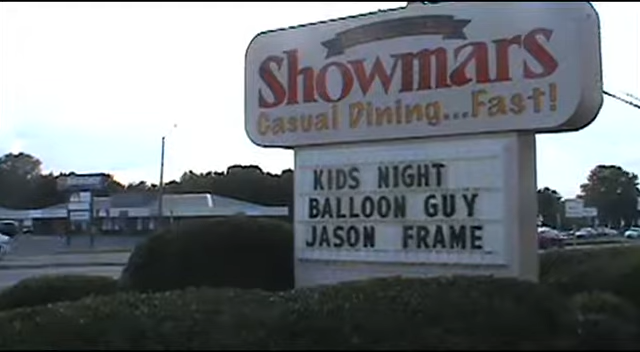 Showmars
Casual Dining...Fast!
KIDS NIGHT
BALLOON GUY
JASON FRAME